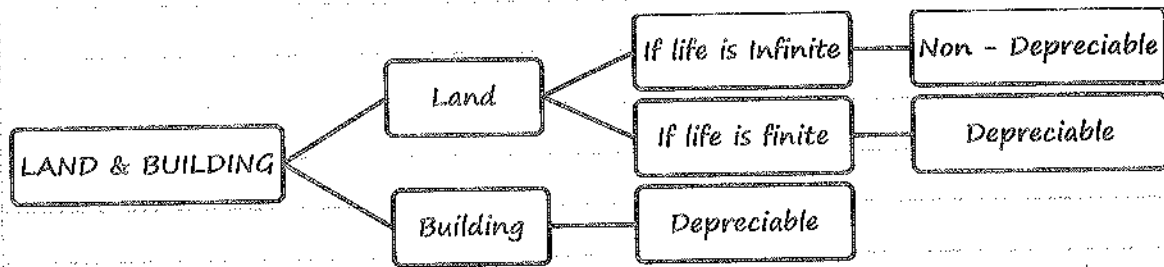 LAND & BUILDING
Land
If life is Infinite
Non - Depreciable
If life is finite
Depreciable
Building
Depreciable